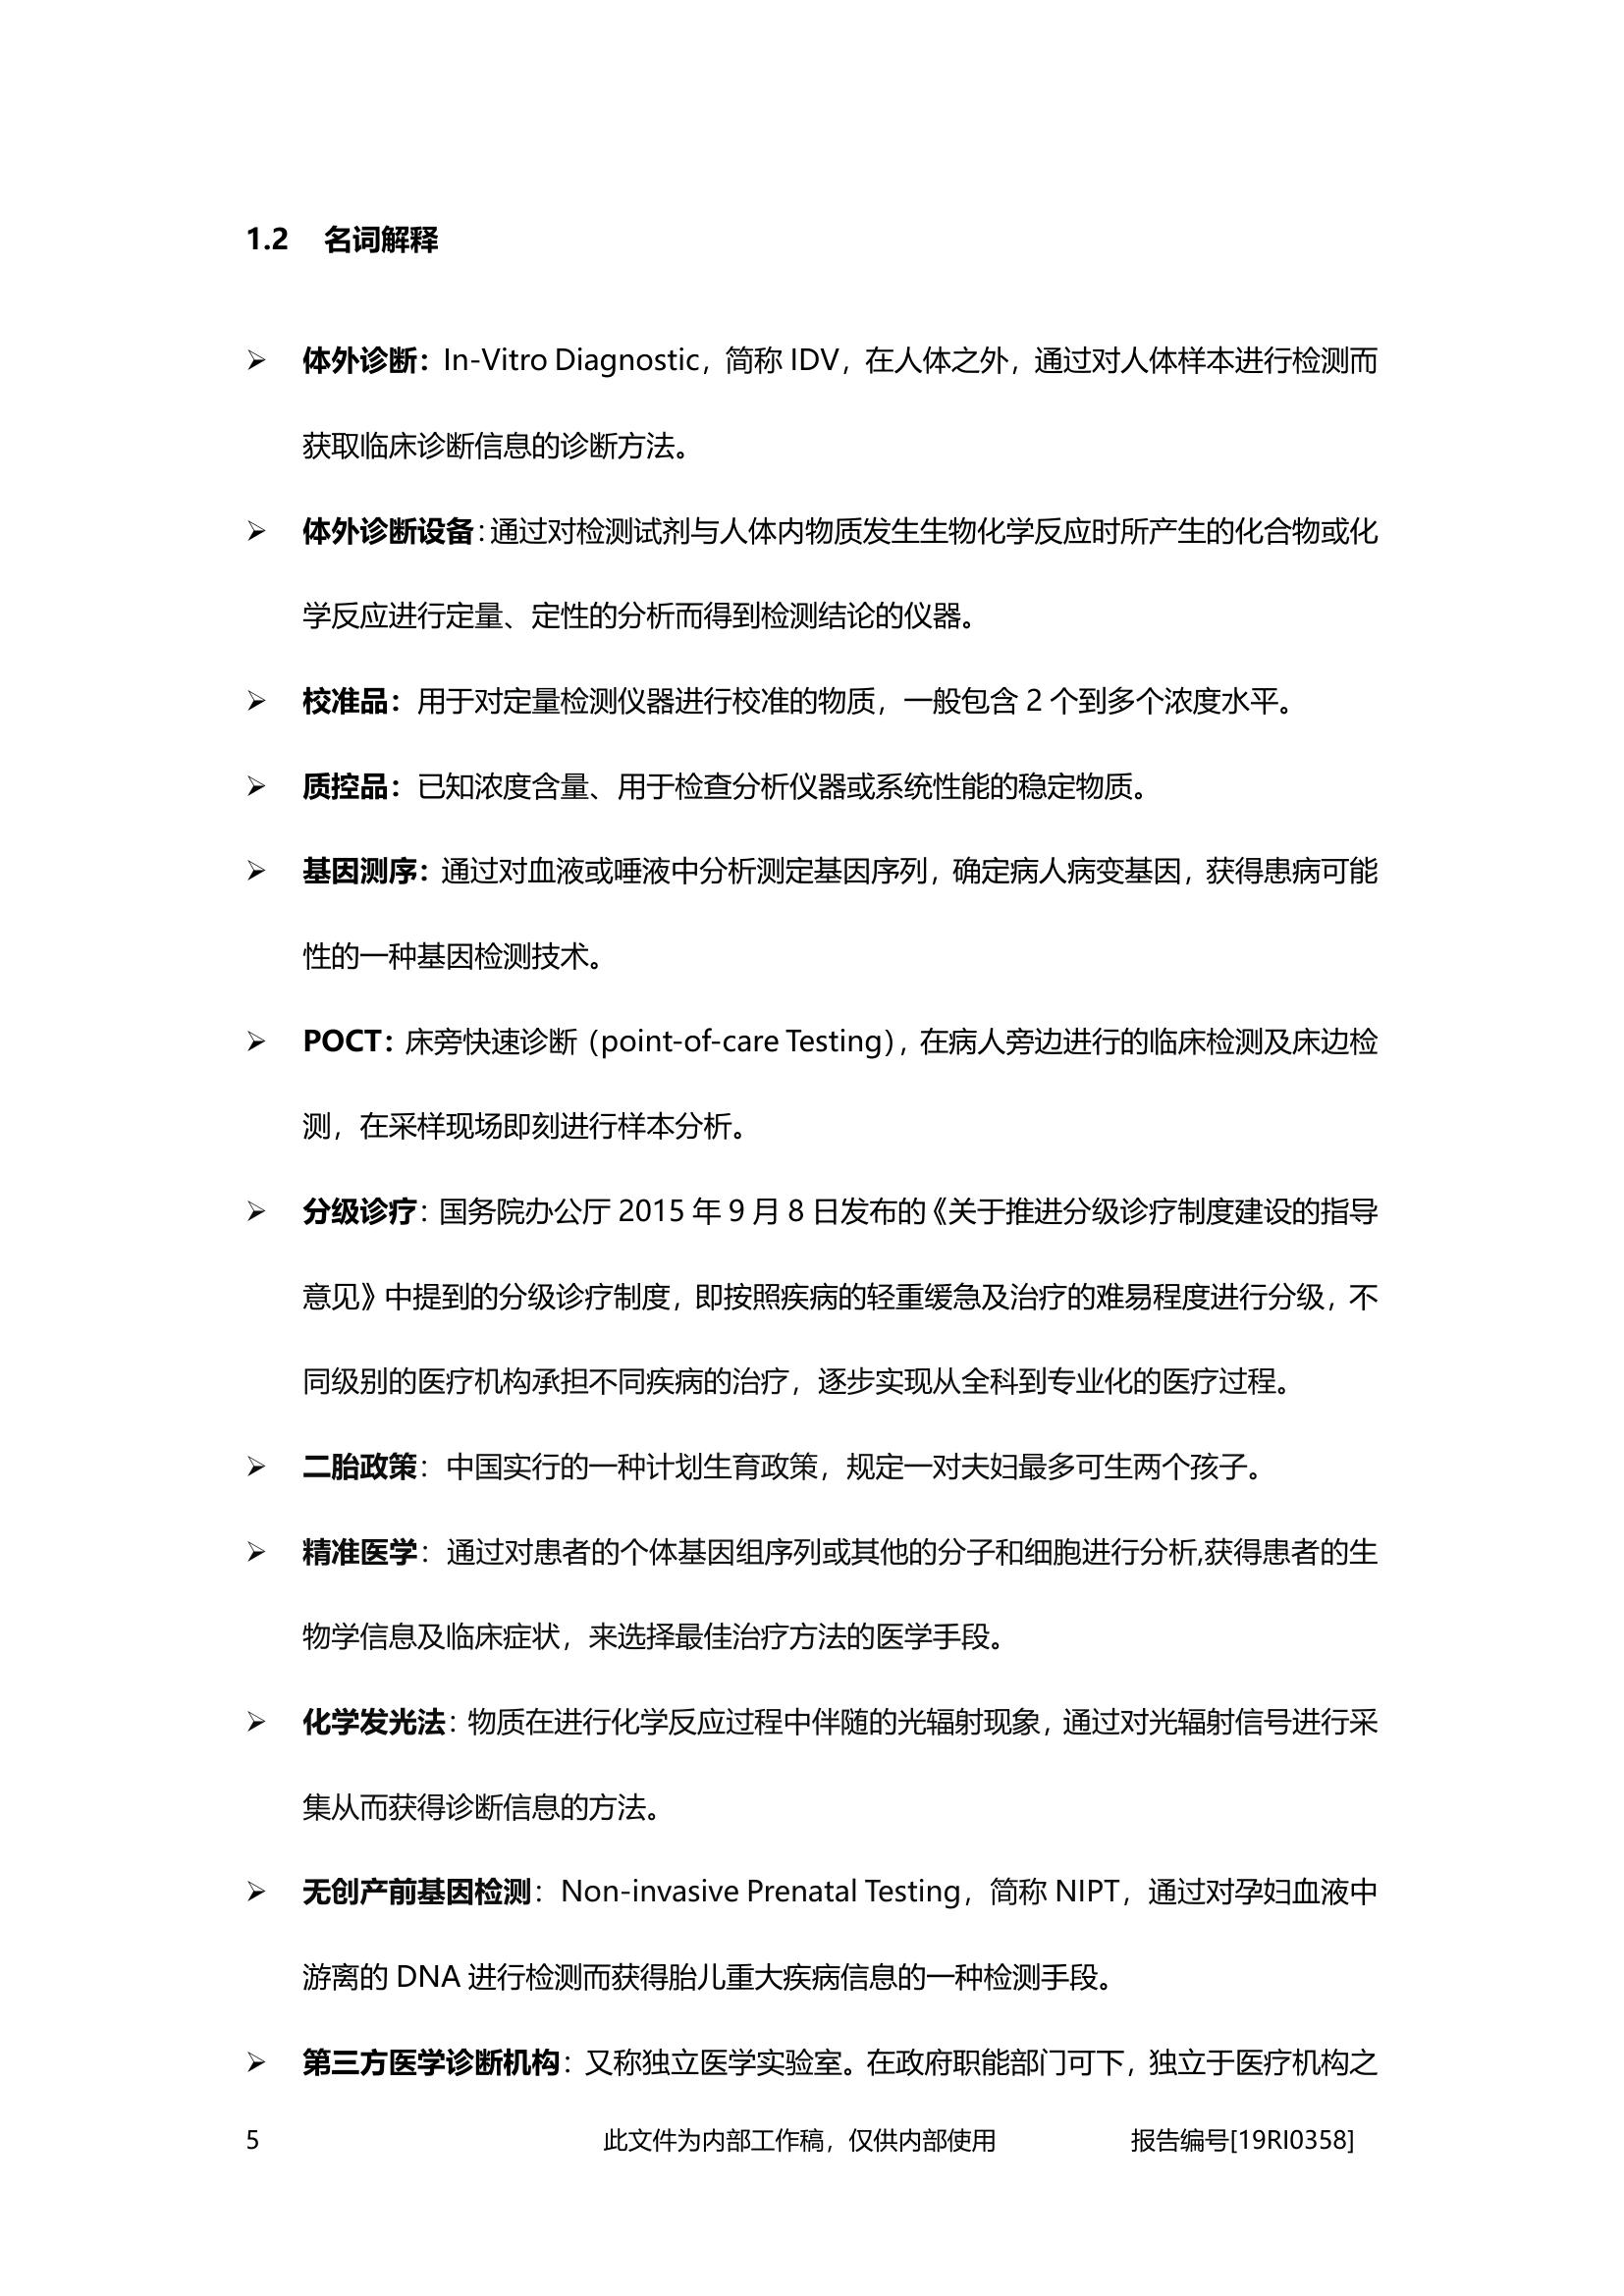 1.2 名词解释
➢ 体外诊断：In-Vitro Diagnostic，简称 IDV，在人体之外，通过对人体样本进行检测而
获取临床诊断信息的诊断方法。
➢ 体外诊断设备：通过对检测试剂与人体内物质发生生物化学反应时所产生的化合物或化
学反应进行定量、定性的分析而得到检测结论的仪器。
➢ 校准品：用于对定量检测仪器进行校准的物质，一般包含 2 个到多个浓度水平。
➢ 质控品：已知浓度含量、用于检查分析仪器或系统性能的稳定物质。
➢ 基因测序：通过对血液或唾液中分析测定基因序列，确定病人病变基因，获得患病可能
性的一种基因检测技术。
➢ POCT：床旁快速诊断（point-of-care Testing），在病人旁边进行的临床检测及床边检
测，在采样现场即刻进行样本分析。
➢ 分级诊疗：国务院办公厅 2015 年 9 月 8 日发布的《关于推进分级诊疗制度建设的指导
意见》中提到的分级诊疗制度，即按照疾病的轻重缓急及治疗的难易程度进行分级，不
同级别的医疗机构承担不同疾病的治疗，逐步实现从全科到专业化的医疗过程。
➢ 二胎政策：中国实行的一种计划生育政策，规定一对夫妇最多可生两个孩子。
➢ 精准医学：通过对患者的个体基因组序列或其他的分子和细胞进行分析,获得患者的生
物学信息及临床症状，来选择最佳治疗方法的医学手段。
➢ 化学发光法：物质在进行化学反应过程中伴随的光辐射现象，通过对光辐射信号进行采
集从而获得诊断信息的方法。
➢ 无创产前基因检测：Non-invasive Prenatal Testing，简称 NIPT，通过对孕妇血液中
游离的 DNA 进行检测而获得胎儿重大疾病信息的一种检测手段。
➢ 第三方医学诊断机构：又称独立医学实验室。在政府职能部门可下，独立于医疗机构之
5 此文件为内部工作稿，仅供内部使用 报告编号[19RI0358]